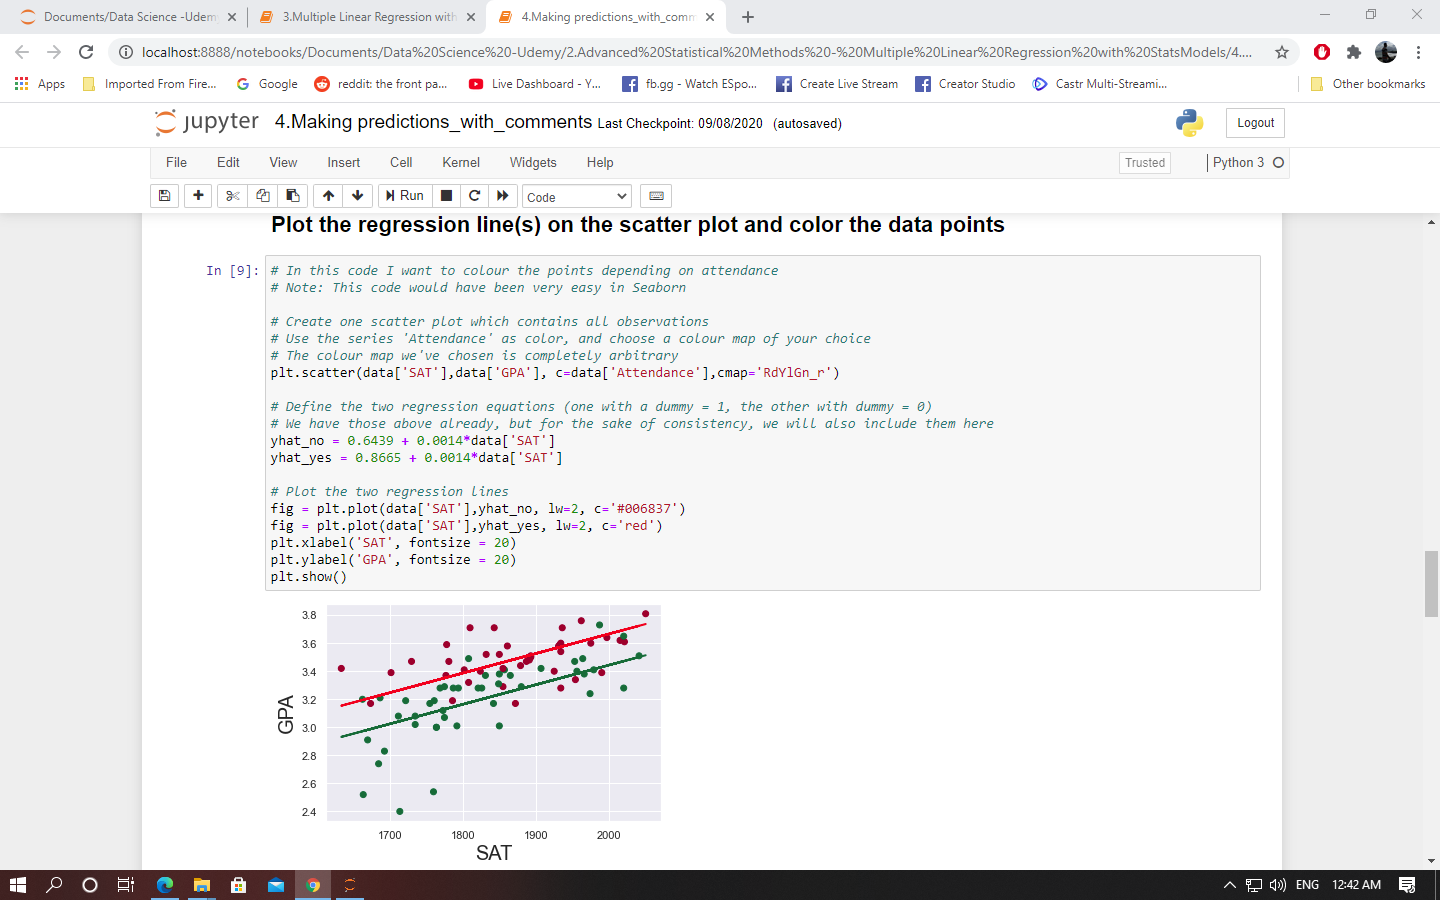 Documents/Data Science -Udem
3.Multiple Linear Regression with
4.Making predictions_with_comm
localhost:8888/notebooks/Documents/Data%20Science%20-Udemy/2.Advanced%20Statistical%20Methods%20-%20Multiple%20Linear%20Regression%20with%20StatsModels/4....
Apps
Imported From Fire...
Google
reddit: the front pa...
Live Dashboard - Y...
fb.gg - Watch ESpo...
Create Live Stream
Creator Studio
Castr Multi-Streami...
Other bookmarks
jupyter 4.Making predictions_with_comments Last Checkpoint: 09/08/2020 (autosaved)
Logout
File Edit View Insert Cell Kernel Widgets Help
Trusted
Python 3
Run
Code
Plot the regression line(s) on the scatter plot and color the data points
In [9]:
# In this code I want to colour the points depending on attendance
# Note: This code would have been very easy in Seaborn
# Create one scatter plot which contains all observations
# Use the series 'Attendance' as color, and choose a colour map of your choice
# The colour map we've chosen is completely arbitrary
plt.scatter(data['SAT'],data['GPA'], c=data['Attendance'],cmap='RdYlGn_r')
# Define the two regression equations (one with a dummy = 1, the other with dummy = 0)
# We have those above already, but for the sake of consistency, we will also include them here
yhat_no = 0.6439 + 0.0014*data['SAT']
yhat_yes = 0.8665 + 0.0014*data['SAT']
# Plot the two regression lines
fig = plt.plot(data['SAT'],yhat_no, lw=2, c='#006837')
fig = plt.plot(data['SAT'],yhat_yes, lw=2, c='red')
plt.xlabel('SAT', fontsize = 20)
plt.ylabel('GPA', fontsize = 20)
plt.show()
3.8
3.6
3.4
3.2
3.0
2.8
2.6
2.4
GPA
1700 1800 1900 2000
SAT
ENG
12:42 AM